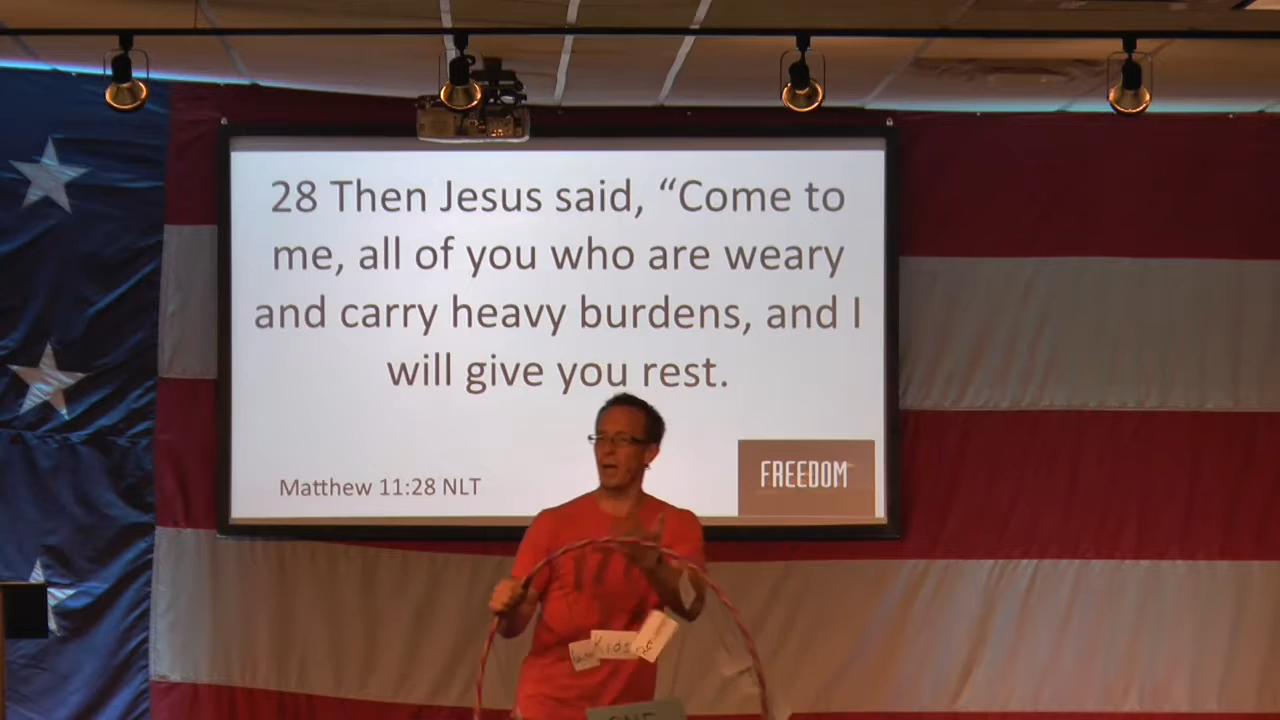 28 Then Jesus said, “Come to
me, all of you who are weary
and carry heavy burdens, and I
will give you rest.
Matthew 11:28 NLT
FREEDOM
Kids